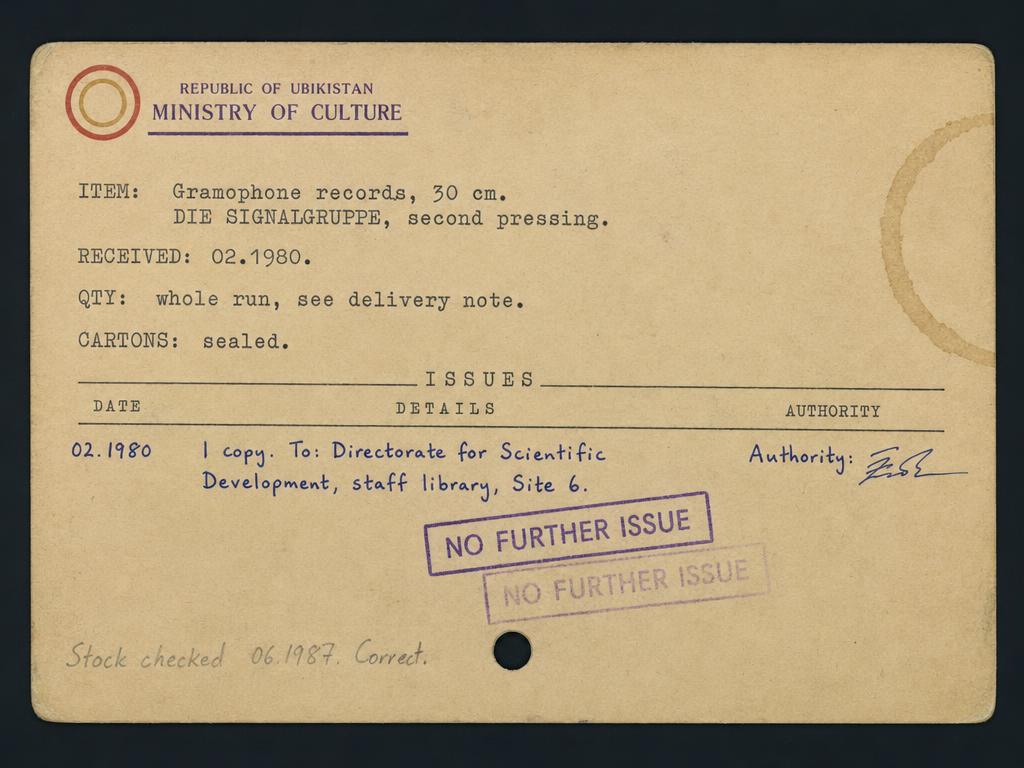 REPUBLIC OF UBIKISTAN
MINISTRY OF CULTURE
ITEM: Gramophone records, 30 cm.
DIE SIGNALGRUPPE, second pressing.
RECEIVED: 02.1980.
QTY: whole run, see delivery note.
CARTONS: sealed.
ISSUES
DATE DETAILS AUTHORITY
02.1980 1 copy. To: Directorate for Scientific Authority:
Development, staff library, Site 6.
NO FURTHER ISSUE
NO FURTHER ISSUE
Stock checked 06.1987. Correct.